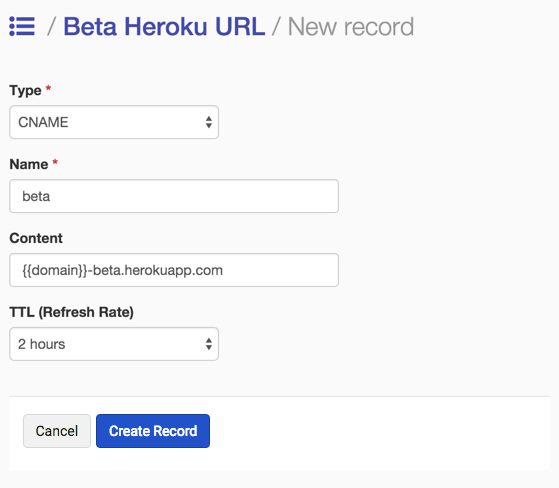 / Beta Heroku URL / New record
Type *
CNAME
Name *
beta
Content
{{domain}}-beta.herokuapp.com
TTL (Refresh Rate)
2 hours
Cancel Create Record